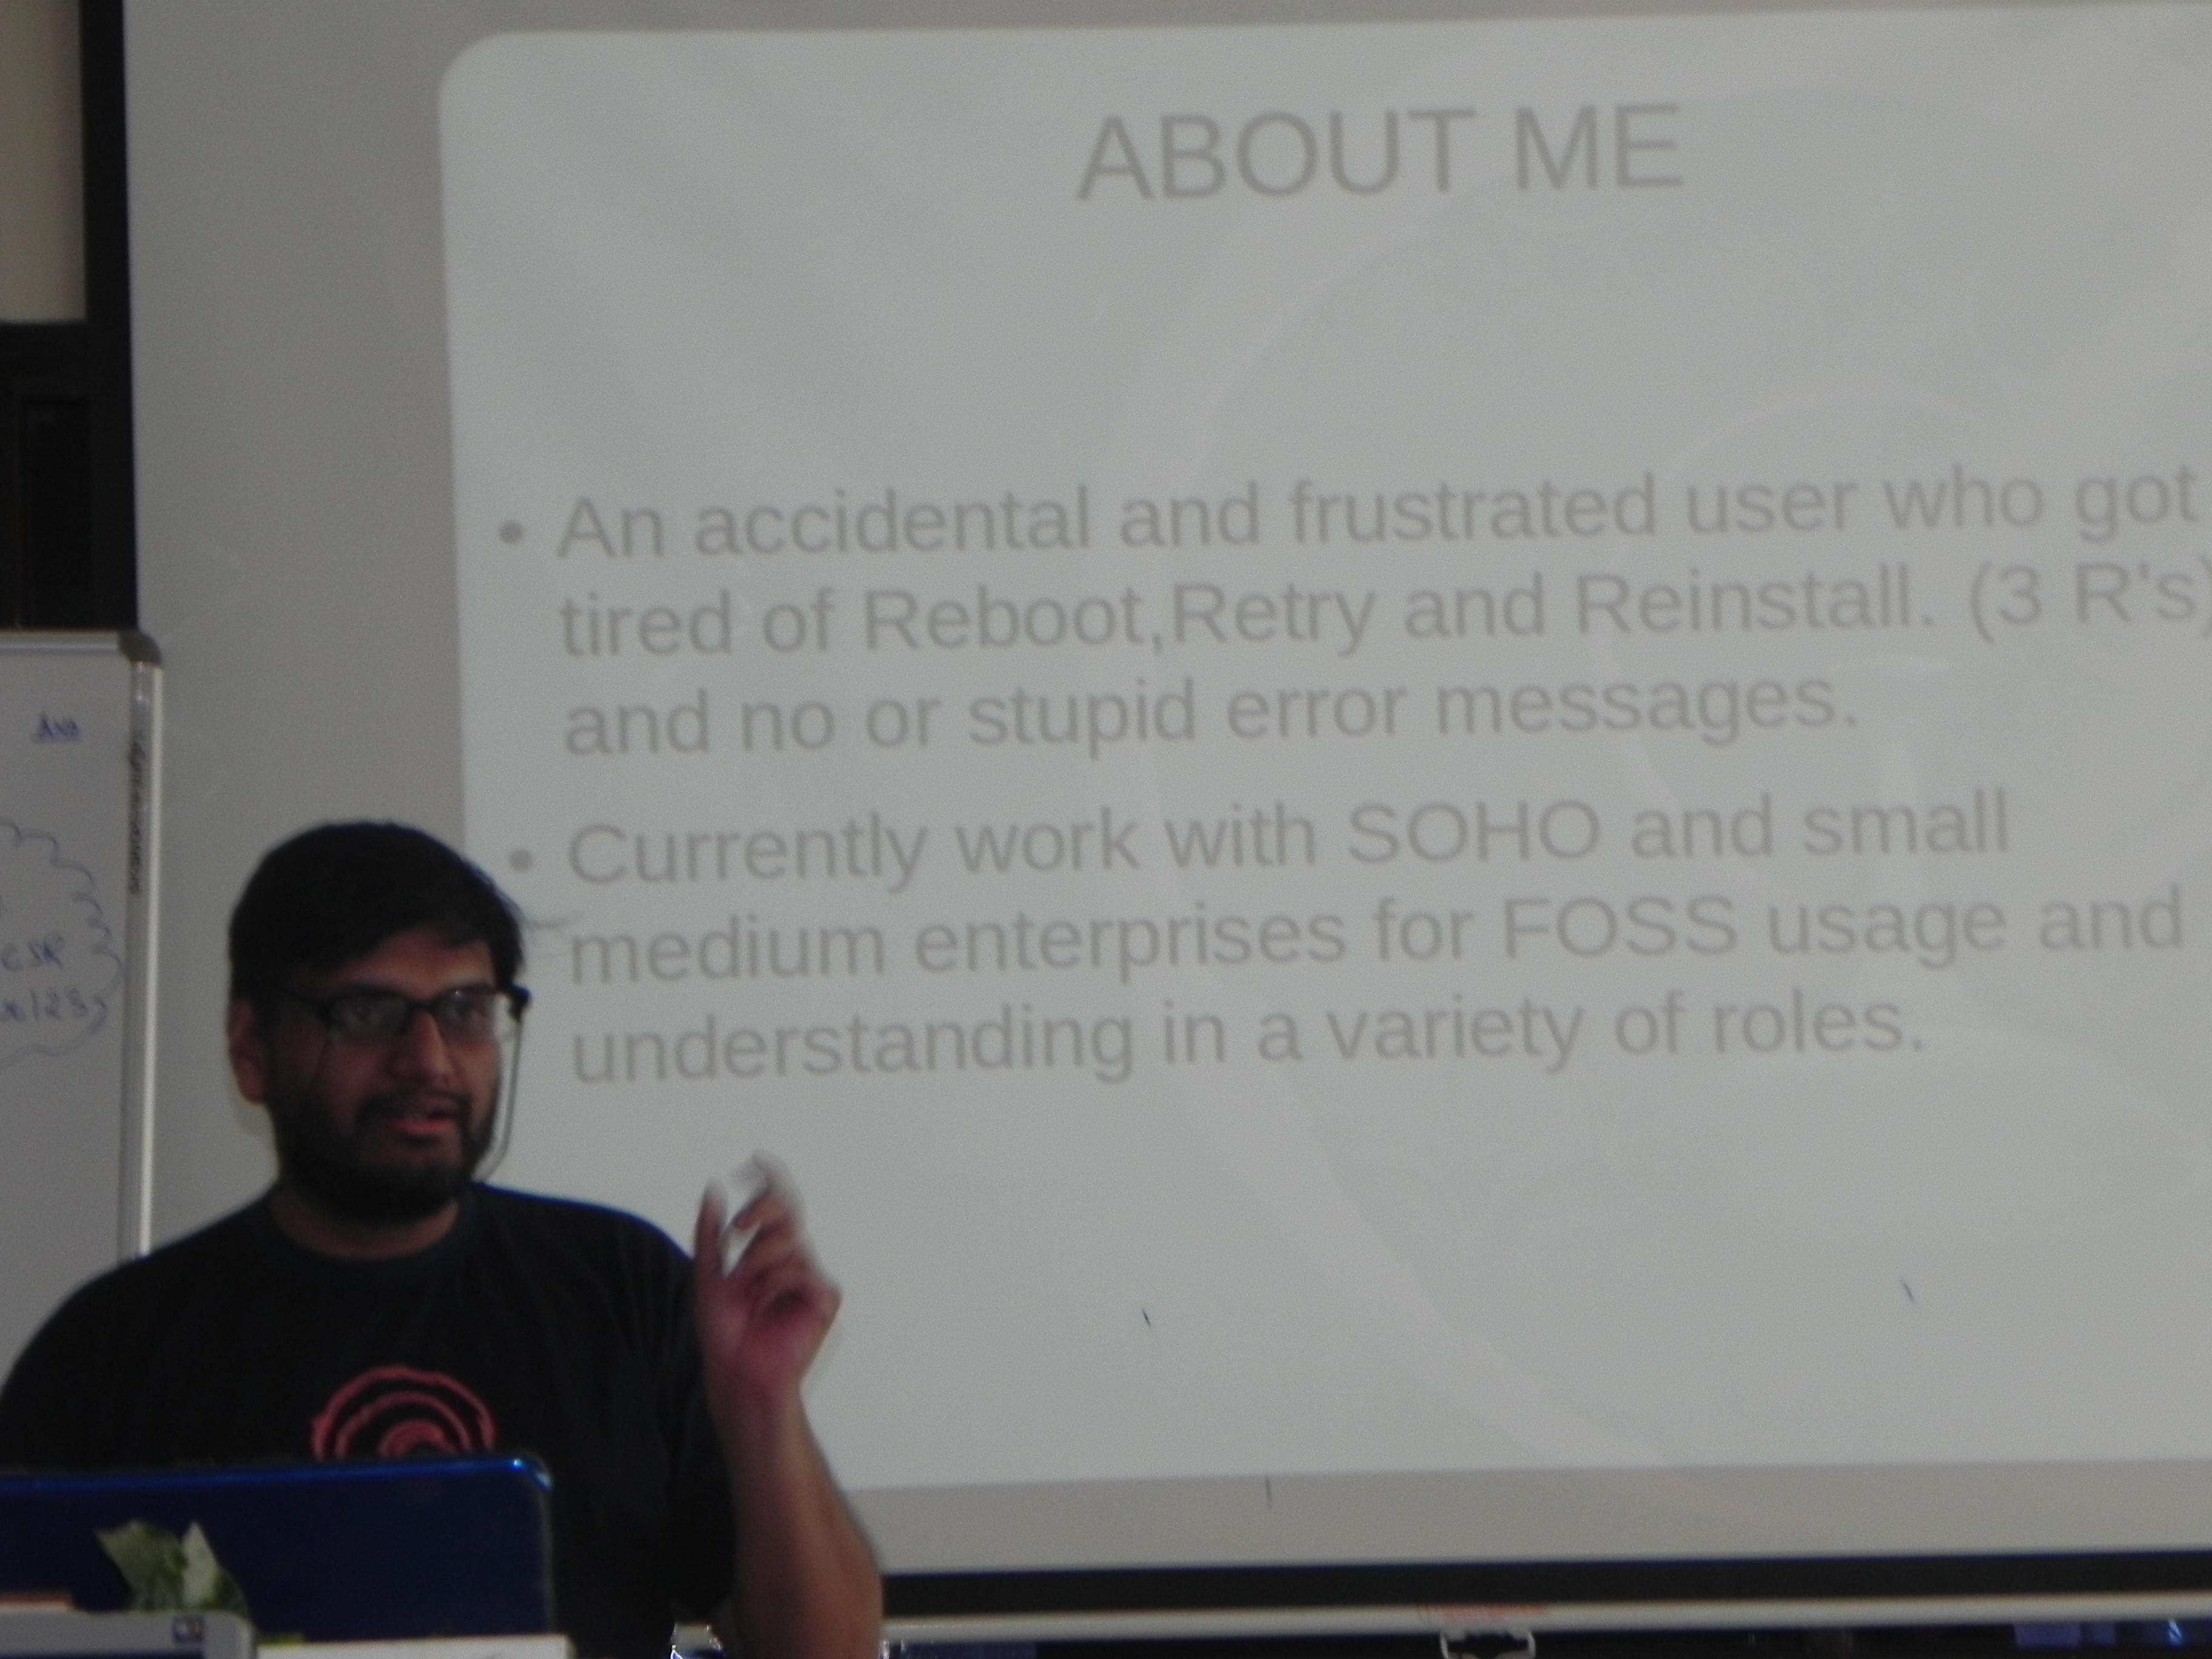 ABOUT ME
• An accidental and frustrated user who got
tired of Reboot,Retry and Reinstall. (3 R's)
and no or stupid error messages.
• Currently work with SOHO and small
medium enterprises for FOSS usage and
understanding in a variety of roles.